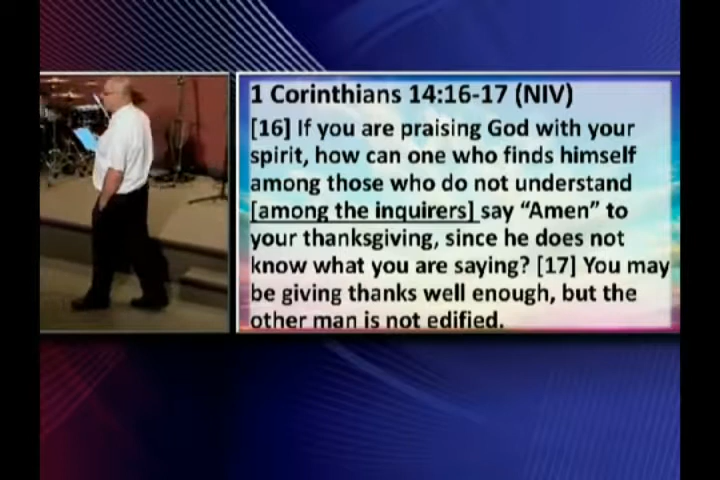 1 Corinthians 14:16-17 (NIV)
[16] If you are praising God with your
spirit, how can one who finds himself
among those who do not understand
[among the inquirers] say “Amen” to
your thanksgiving, since he does not
know what you are saying? [17] You may
be giving thanks well enough, but the
other man is not edified.